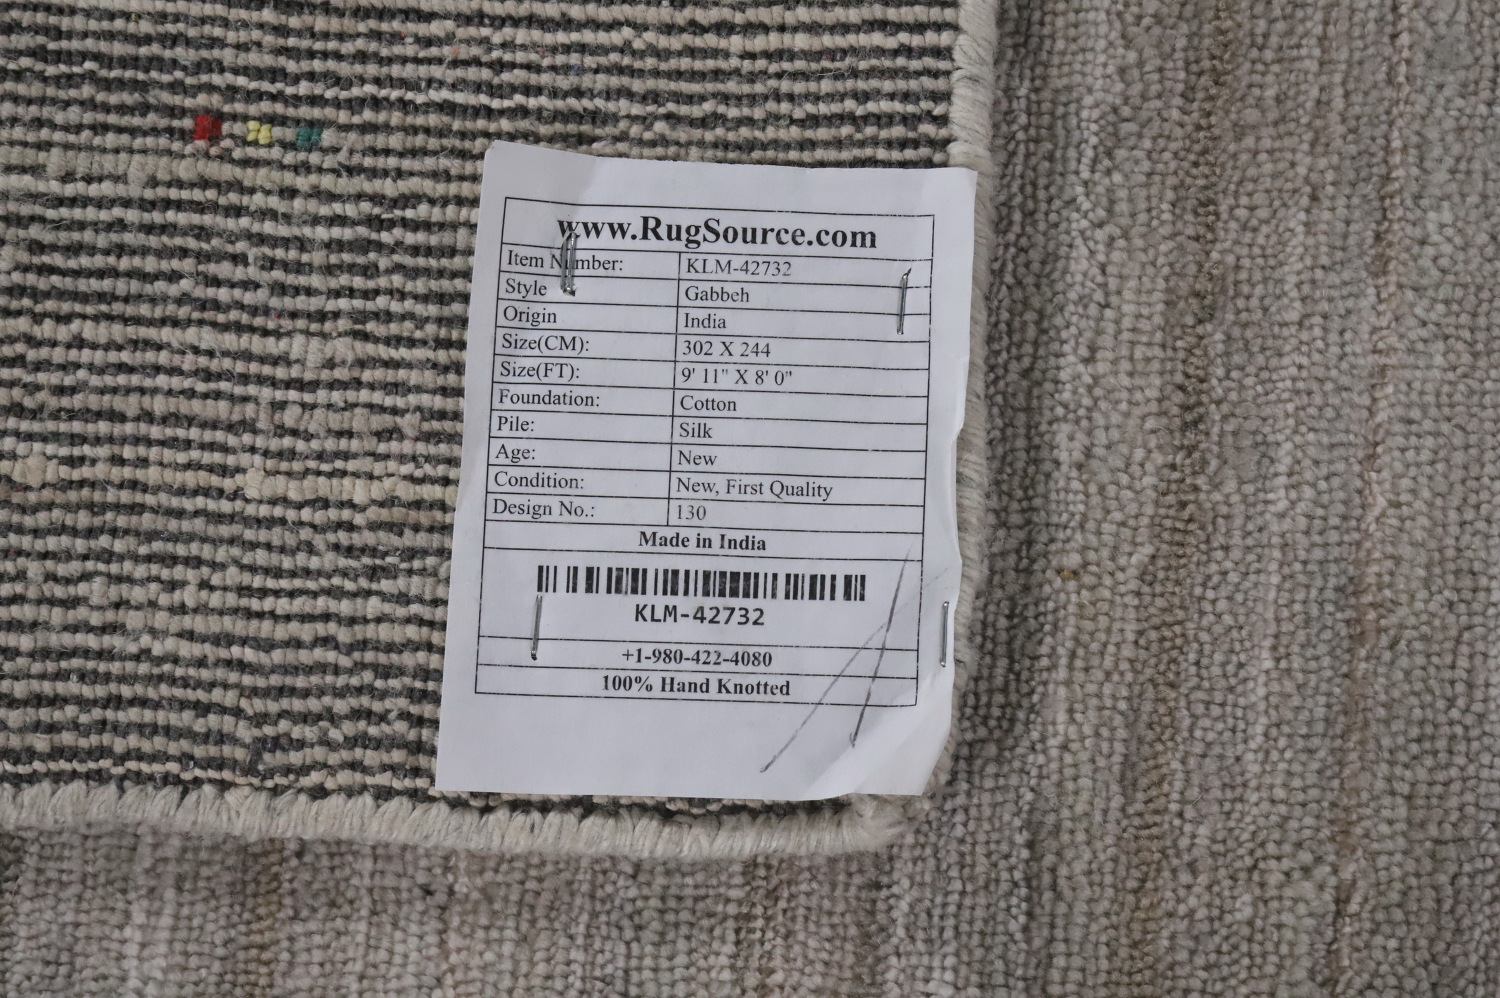 www.RugSource.com
Item Number: KLM-42732
Style Gabbeh
Origin India
Size(CM): 302 X 244
Size(FT): 9' 11" X 8' 0"
Foundation: Cotton
Pile: Silk
Age: New
Condition: New, First Quality
Design No.: 130
Made in India
KLM-42732
+1-980-422-4080
100% Hand Knotted